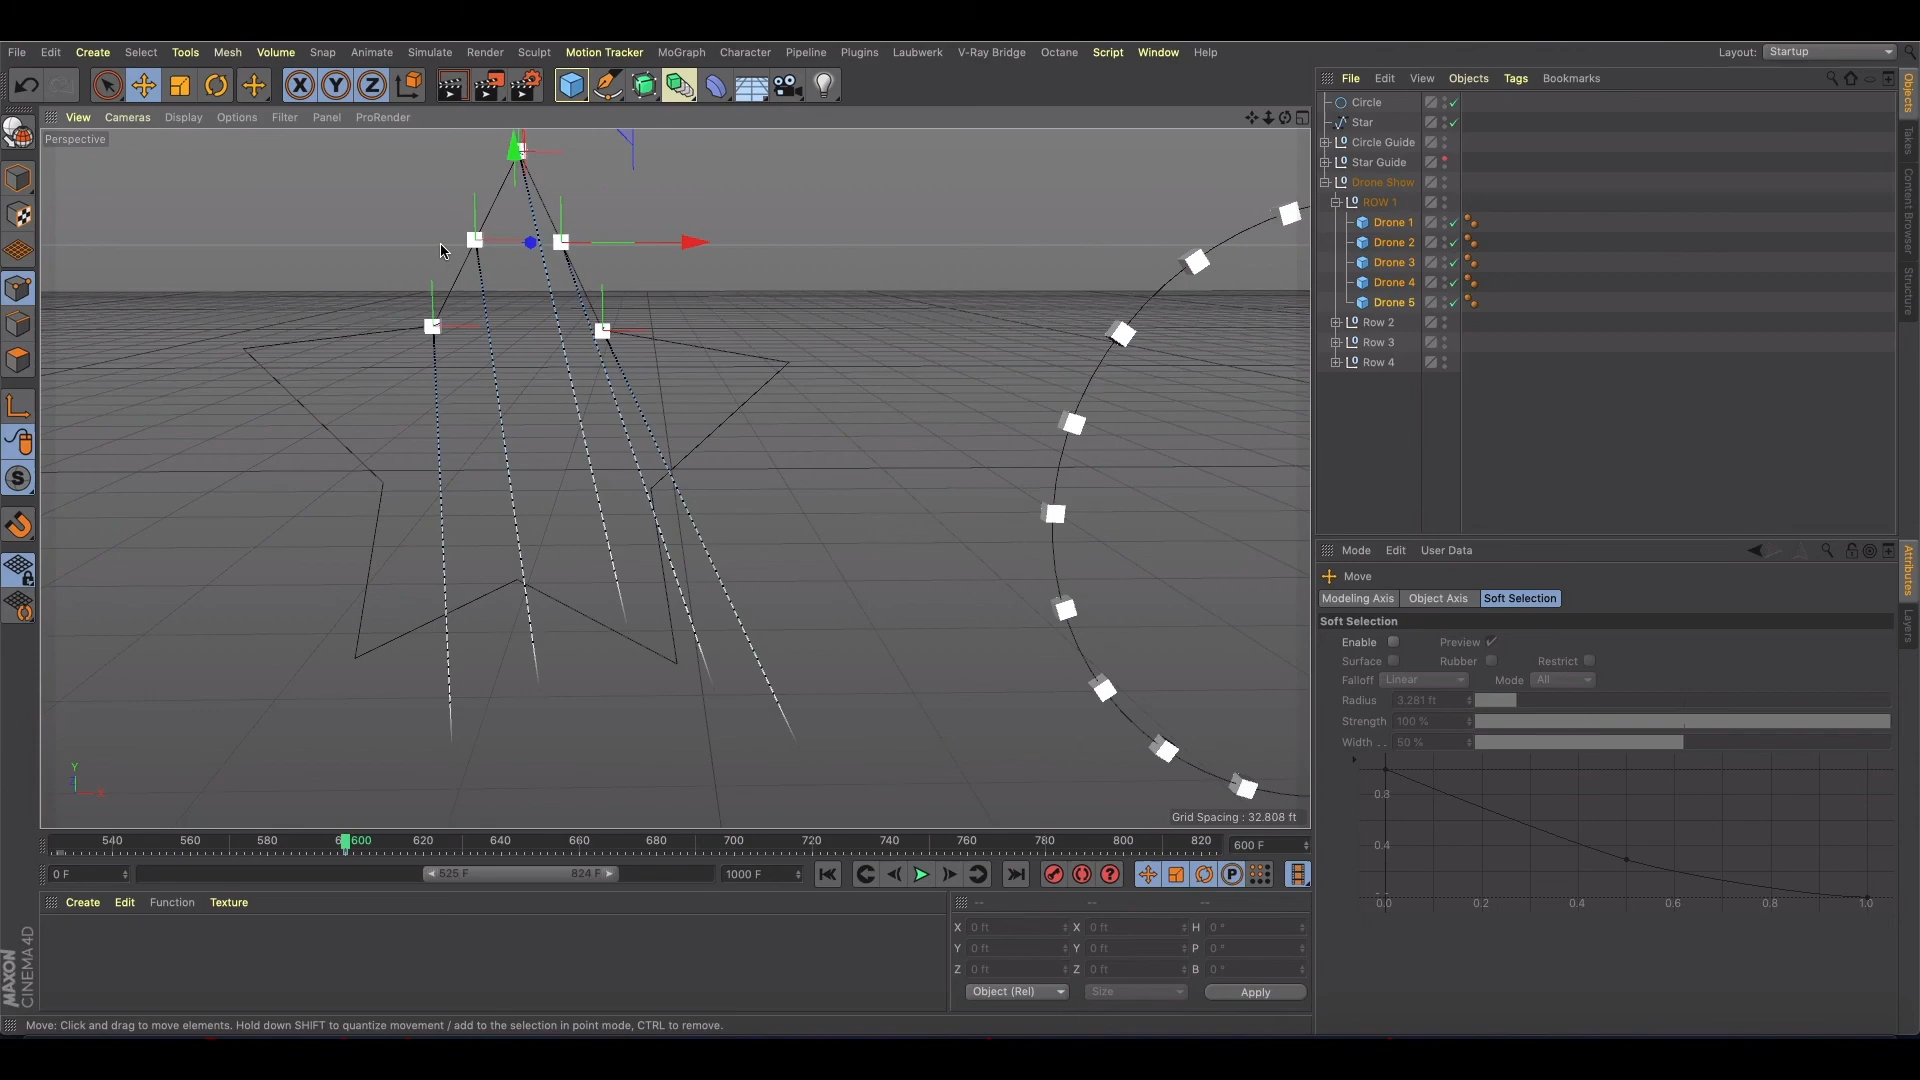 File Edit Create Select Tools Mesh Volume Snap Animate Simulate Render Sculpt Motion Tracker MoGraph Character Pipeline Plugins Laubwerk V-Ray Bridge Octane Script Window Help Layout: Startup
X Y Z
File Edit View Objects Tags Bookmarks
View Cameras Display Options Filter Panel ProRender
Perspective
Circle
Star
Circle Guide
Star Guide
Drone Show
ROW 1
Drone 1
Drone 2
Drone 3
Drone 4
Drone 5
Row 2
Row 3
Row 4
Objects
Takes
Content Browser
Structure
Mode Edit User Data
Move
Modeling Axis Object Axis Soft Selection
Soft Selection
Enable Preview
Surface Rubber Restrict
Falloff Linear Mode All
Radius 3.281 ft
Strength 100 %
Width . . 50 %
0.8
0.4
0.0 0.2 0.4 0.6 0.8 1.0
Attributes
Layers
Y
X
Grid Spacing : 32.808 ft
540 560 580 600 620 640 660 680 700 720 740 760 780 800 820 600 F
0 F 525 F 824 F 1000 F
P
Create Edit Function Texture
-- -- --
X 0 ft X 0 ft H 0 °
Y 0 ft Y 0 ft P 0 °
Z 0 ft Z 0 ft B 0 °
Object (Rel) Size Apply
MAXON
CINEMA 4D
Move: Click and drag to move elements. Hold down SHIFT to quantize movement / add to the selection in point mode, CTRL to remove.